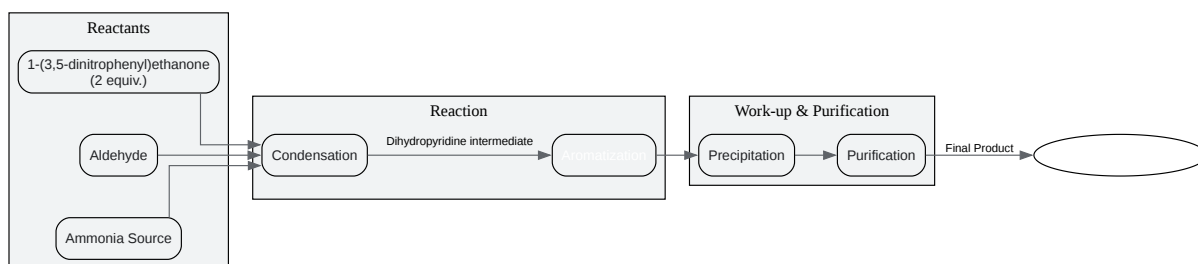 Reactants
1-(3,5-dinitrophenyl)ethanone
(2 equiv.)
Aldehyde
Ammonia Source
Reaction
Condensation
Dihydropyridine intermediate
Aromatization
Work-up & Purification
Precipitation
Purification
Final Product